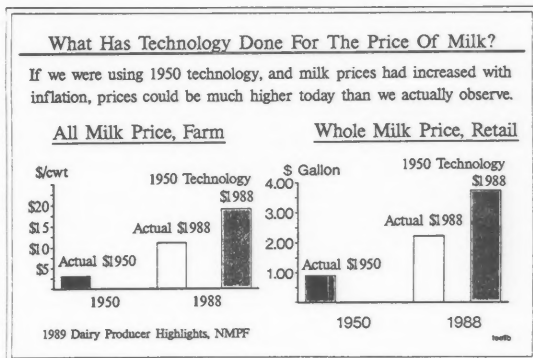 What Has Technology Done For The Price Of Milk?
If we were using 1950 technology, and milk prices had increased with
inflation, prices could be much higher today than we actually observe.
All Milk Price, Farm
$/cwt
$20
$15
$10
$5
Actual $1950
Actual $1988
1950 Technology
$1988
1950
1988
Whole Milk Price, Retail
$ Gallon
4.00
3.00
2.00
1.00
Actual $1950
Actual $1988
1950 Technology
$1988
1950
1988
1989 Dairy Producer Highlights, NMPF